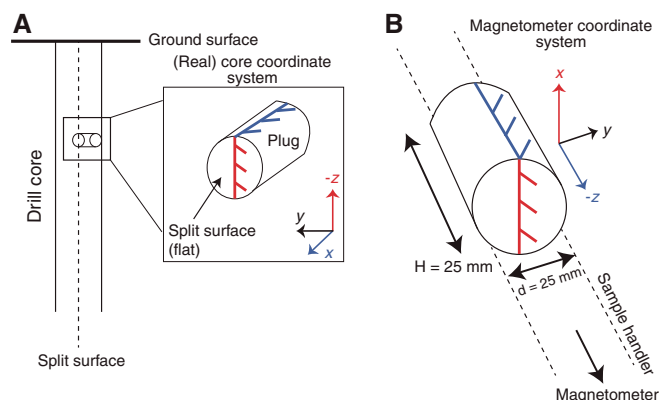 A
Ground surface
(Real) core coordinate
system
Drill core
Plug
-z
y
x
Split surface
(flat)
Split surface
B
Magnetometer coordinate
system
x
y
-z
H = 25 mm
d = 25 mm
Sample handler
Magnetometer